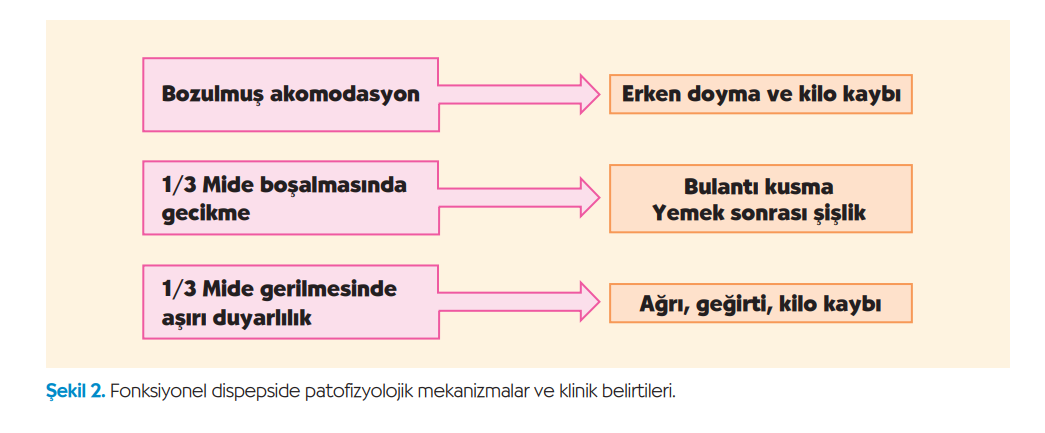 Bozulmuş akomodasyon
Erken doyma ve kilo kaybı
1/3 Mide boşalmasında
gecikme
Bulantı kusma
Yemek sonrası şişlik
1/3 Mide gerilmesinde
aşırı duyarlılık
Ağrı, geğirti, kilo kaybı
Şekil 2. Fonksiyonel dispepside patofizyolojik mekanizmalar ve klinik belirtileri.